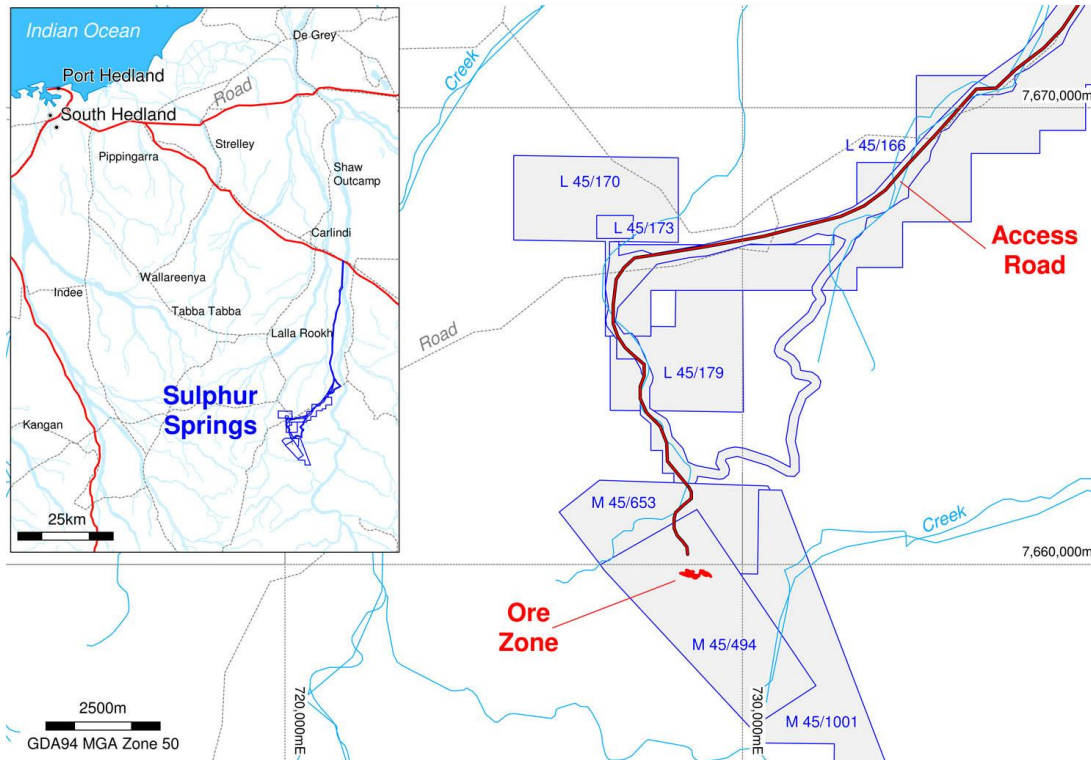 Indian Ocean
De Grey
Port Hedland
Road
South Hedland
Pippingarra
Strelley
Shaw
Outcamp
Carlindi
Wallareenya
Indee
Tabba Tabba
Lalla Rookh
Sulphur
Springs
Kangan
25km
Creek
7,670,000m
L 45/166
L 45/170
L 45/173
Access
Road
Road
L 45/179
M 45/653
Creek
7,660,000m
Ore
Zone
M 45/494
720,000mE
730,000mE
M 45/1001
2500m
GDA94 MGA Zone 50